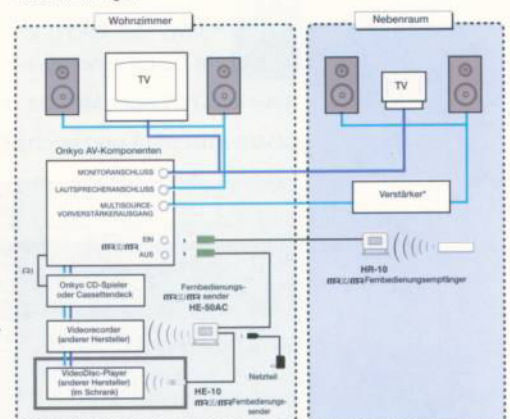 Wohnzimmer
Nebenraum
TV
TV
Onkyo AV-Komponenten
MONITORANSCHLUSS
LAUTSPRECHERANSCHLUSS
MULTISOURCE-
VORVERSTÄRKERAUSGANG
EIN
AUS
Verstärker*
HR-10
Fernbedienungsempfänger
Onkyo CD-Spieler
oder Cassettendeck
Fernbedienungs-
sender
HE-50AC
Videorecorder
(anderer Hersteller)
Netzteil
VideoDisc-Player
(anderer Hersteller)
(im Schrank)
HE-10
Fernbedienungs-
sender